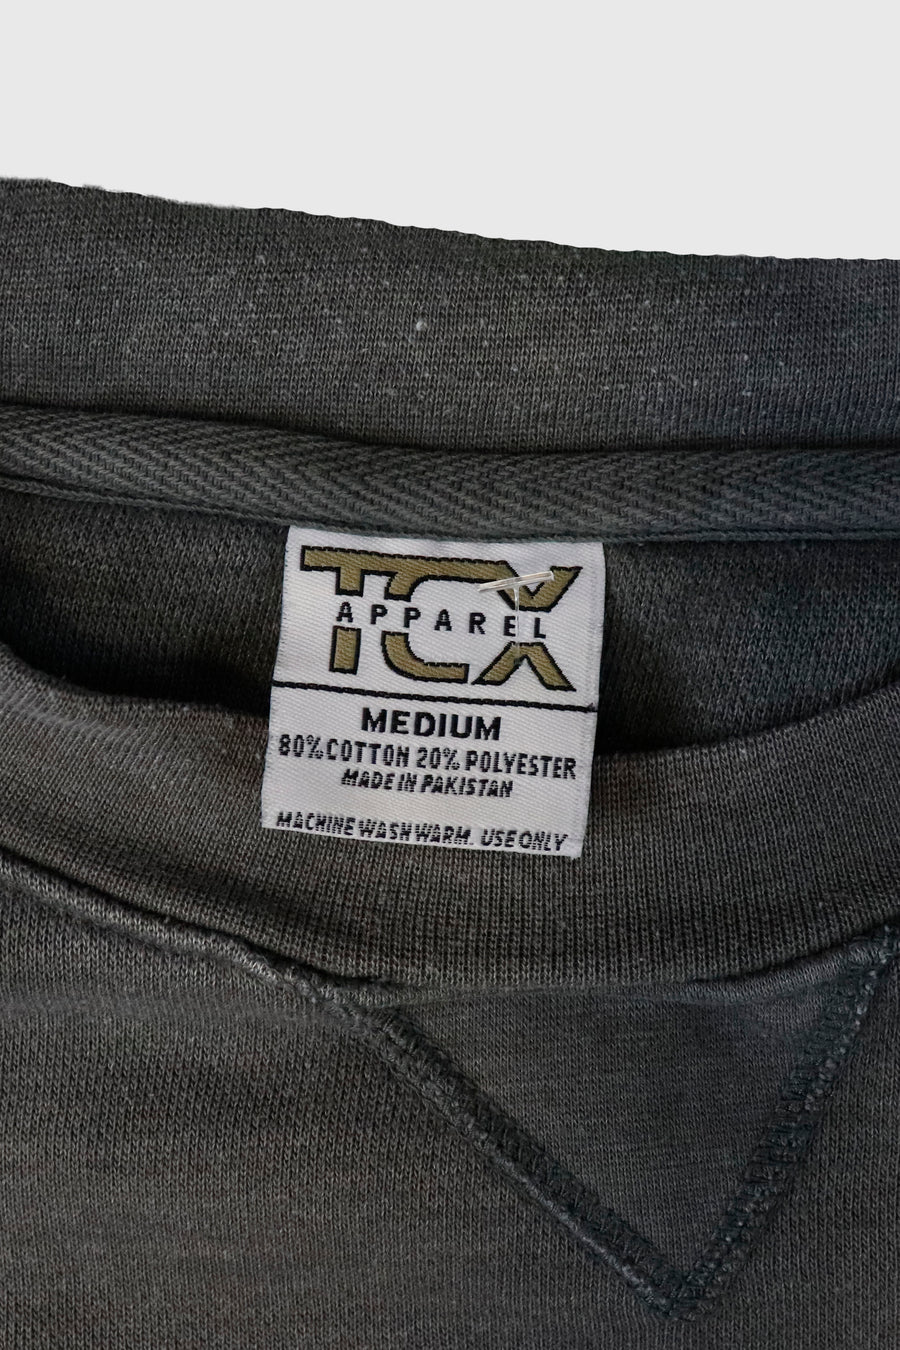 TCX
APPAREL
MEDIUM
80% COTTON 20% POLYESTER
MADE IN PAKISTAN
MACHINE WASH WARM. USE ONLY